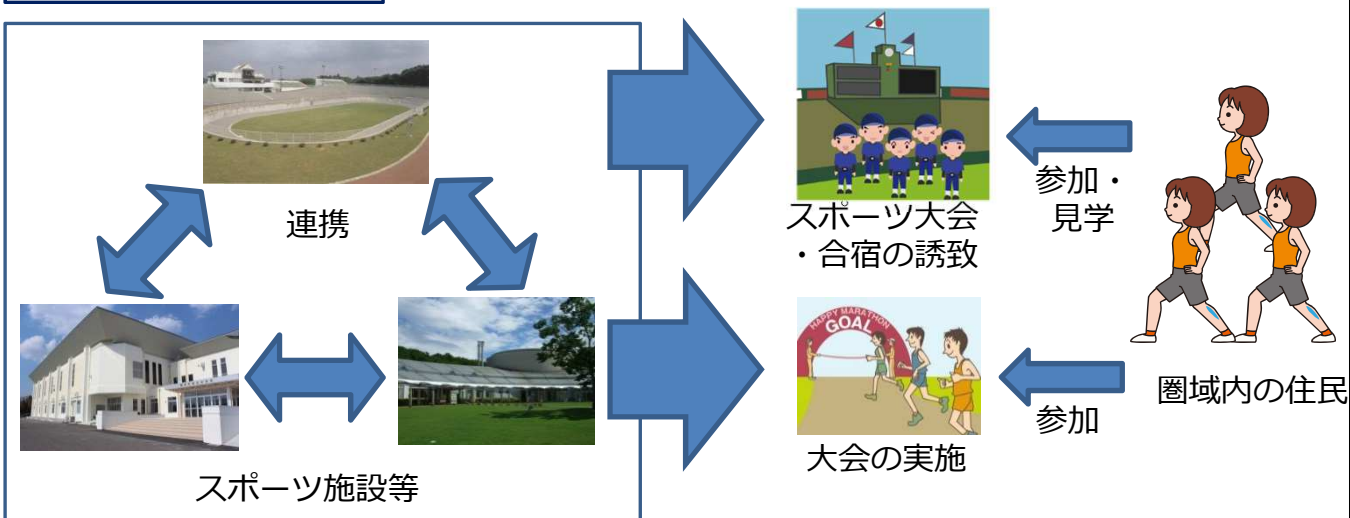 連携
スポーツ施設等
スポーツ大会
・合宿の誘致
HAPPY MARATHON
GOAL
大会の実施
参加・
見学
参加
圏域内の住民